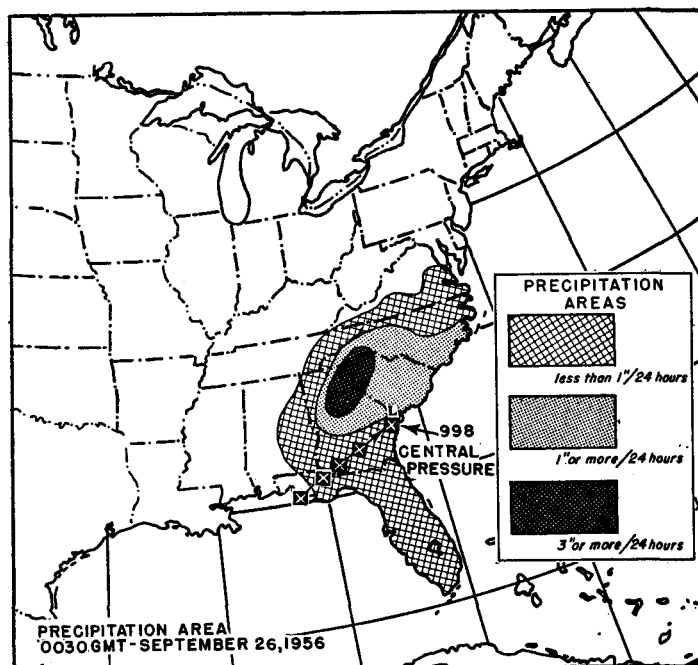 PRECIPITATION
AREAS
less than 1"/24 hours
1" or more/24 hours
3" or more/24 hours
L
998
CENTRAL
PRESSURE
PRECIPITATION AREA
0030 GMT-SEPTEMBER 26, 1956